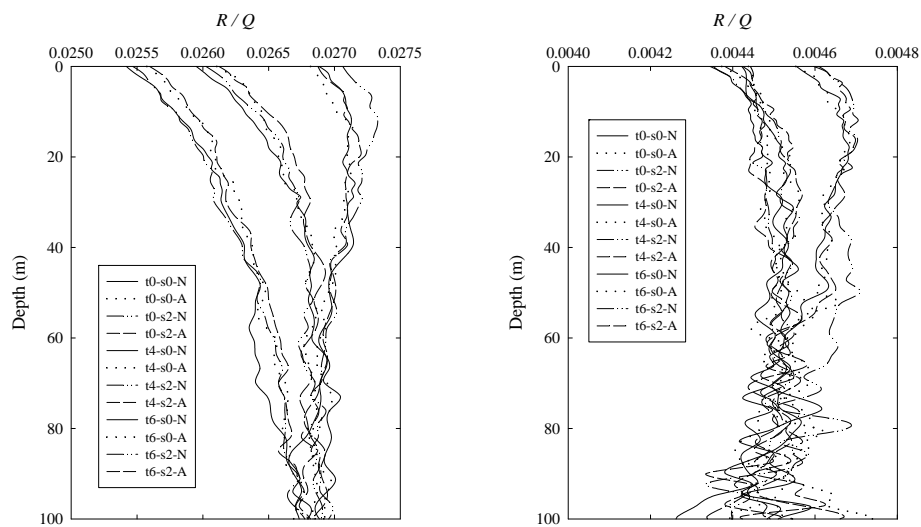 R / Q
0.0250 0.0255 0.0260 0.0265 0.0270 0.0275
0
20
40
60
80
100
Depth (m)
t0-s0-N
t0-s0-A
t0-s2-N
t0-s2-A
t4-s0-N
t4-s0-A
t4-s2-N
t4-s2-A
t6-s0-N
t6-s0-A
t6-s2-N
t6-s2-A
R / Q
0.0040 0.0042 0.0044 0.0046 0.0048
0
20
40
60
80
100
Depth (m)
t0-s0-N
t0-s0-A
t0-s2-N
t0-s2-A
t4-s0-N
t4-s0-A
t4-s2-N
t4-s2-A
t6-s0-N
t6-s0-A
t6-s2-N
t6-s2-A